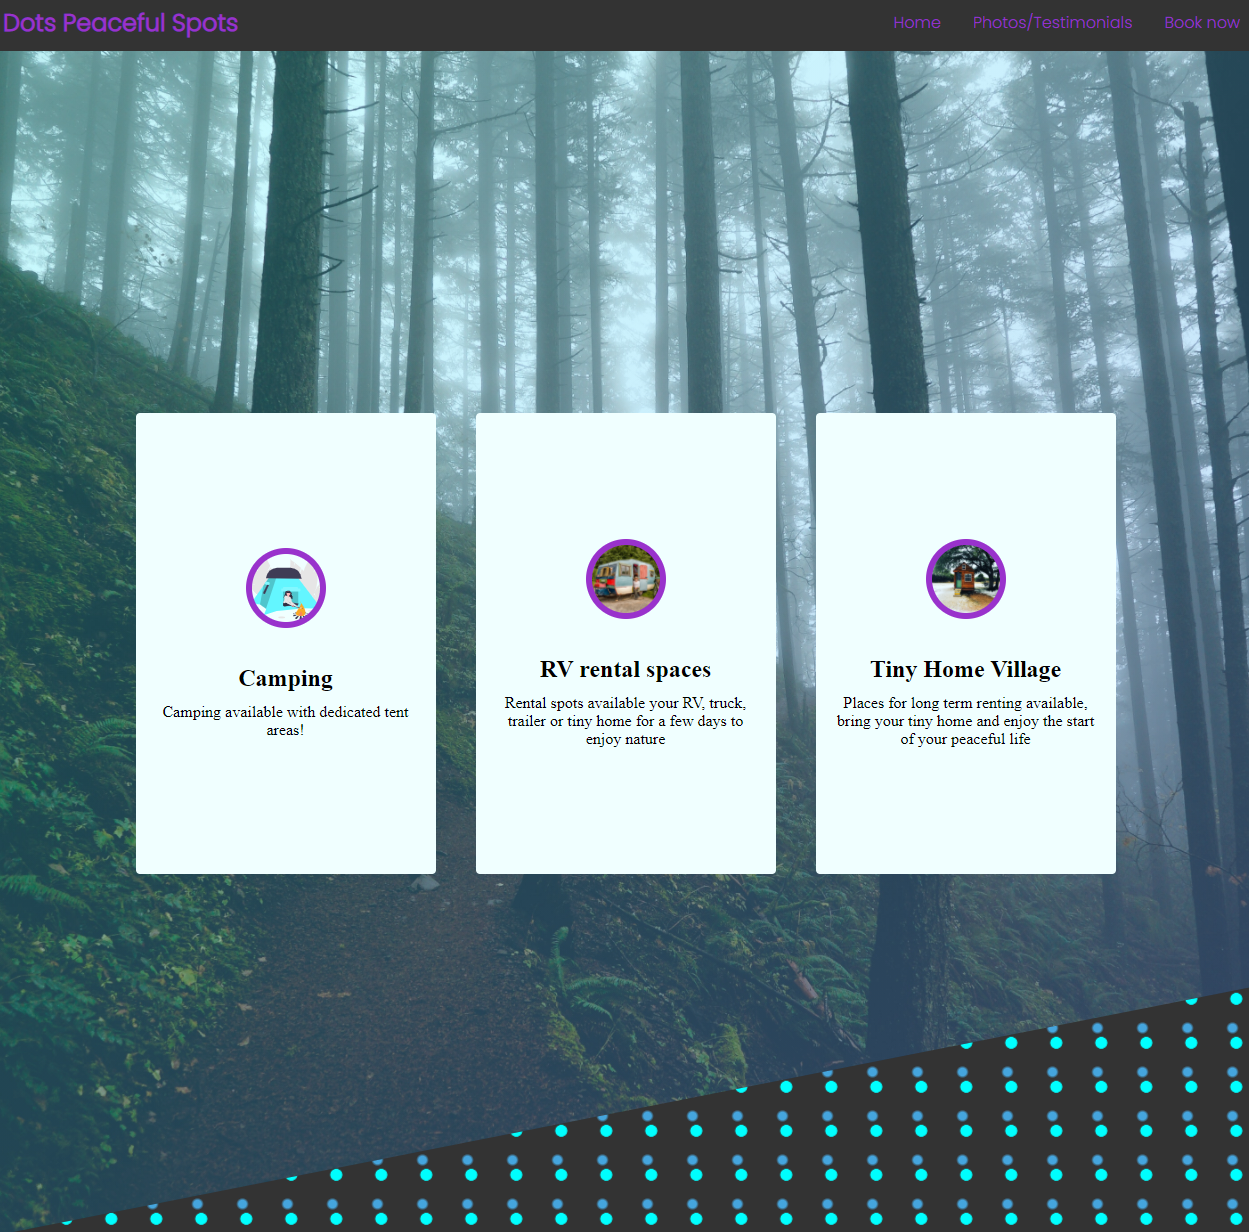 Dots Peaceful Spots
Home
Photos/Testimonials
Book now
Camping
Camping available with dedicated tent
areas!
RV rental spaces
Rental spots available your RV, truck,
trailer or tiny home for a few days to
enjoy nature
Tiny Home Village
Places for long term renting available,
bring your tiny home and enjoy the start
of your peaceful life